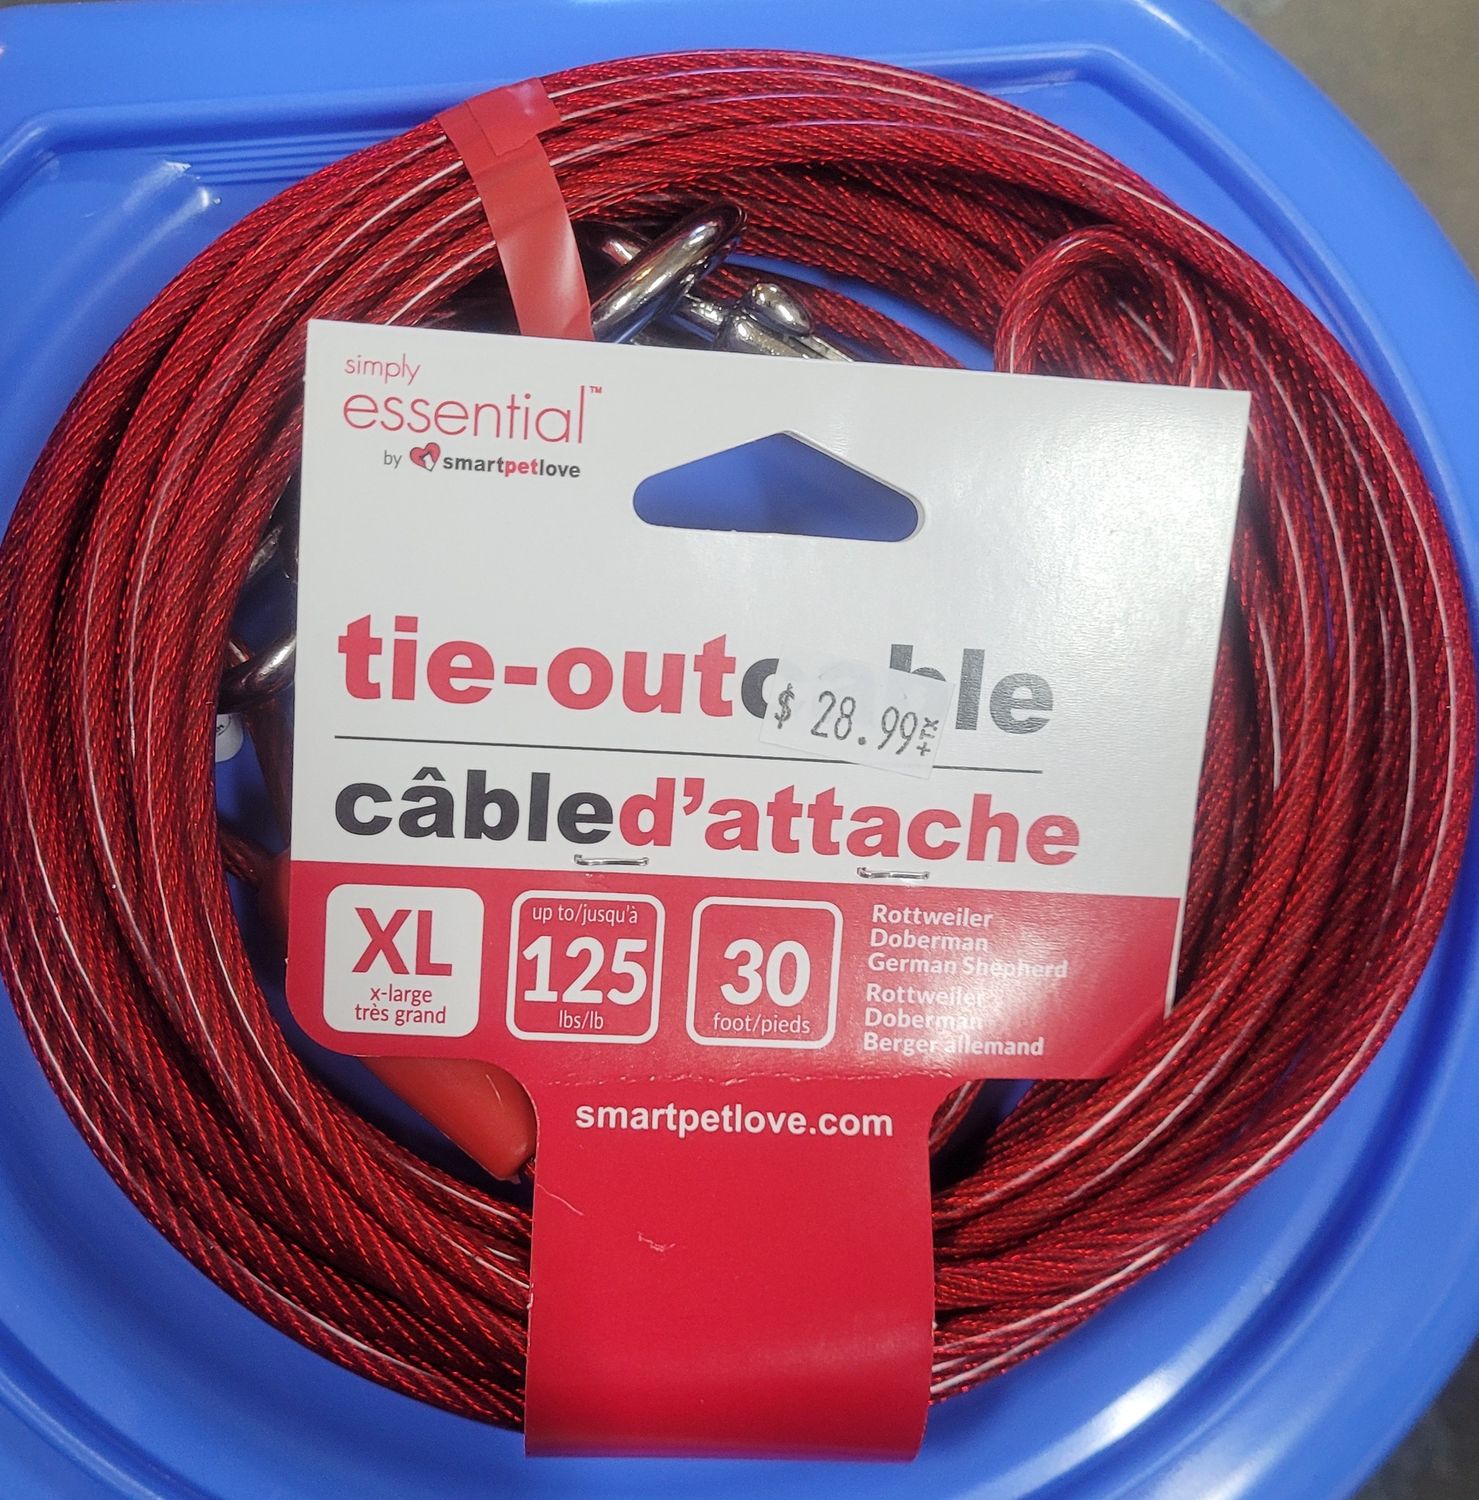 simply
essential™
by smartpetlove
tie-outcable
$ 28.99 +TX
câbled'attache
XL
x-large
très grand
up to/jusqu'à
125
lbs/lb
30
foot/pieds
Rottweiler
Doberman
German Shepherd
Rottweiler
Doberman
Berger allemand
smartpetlove.com